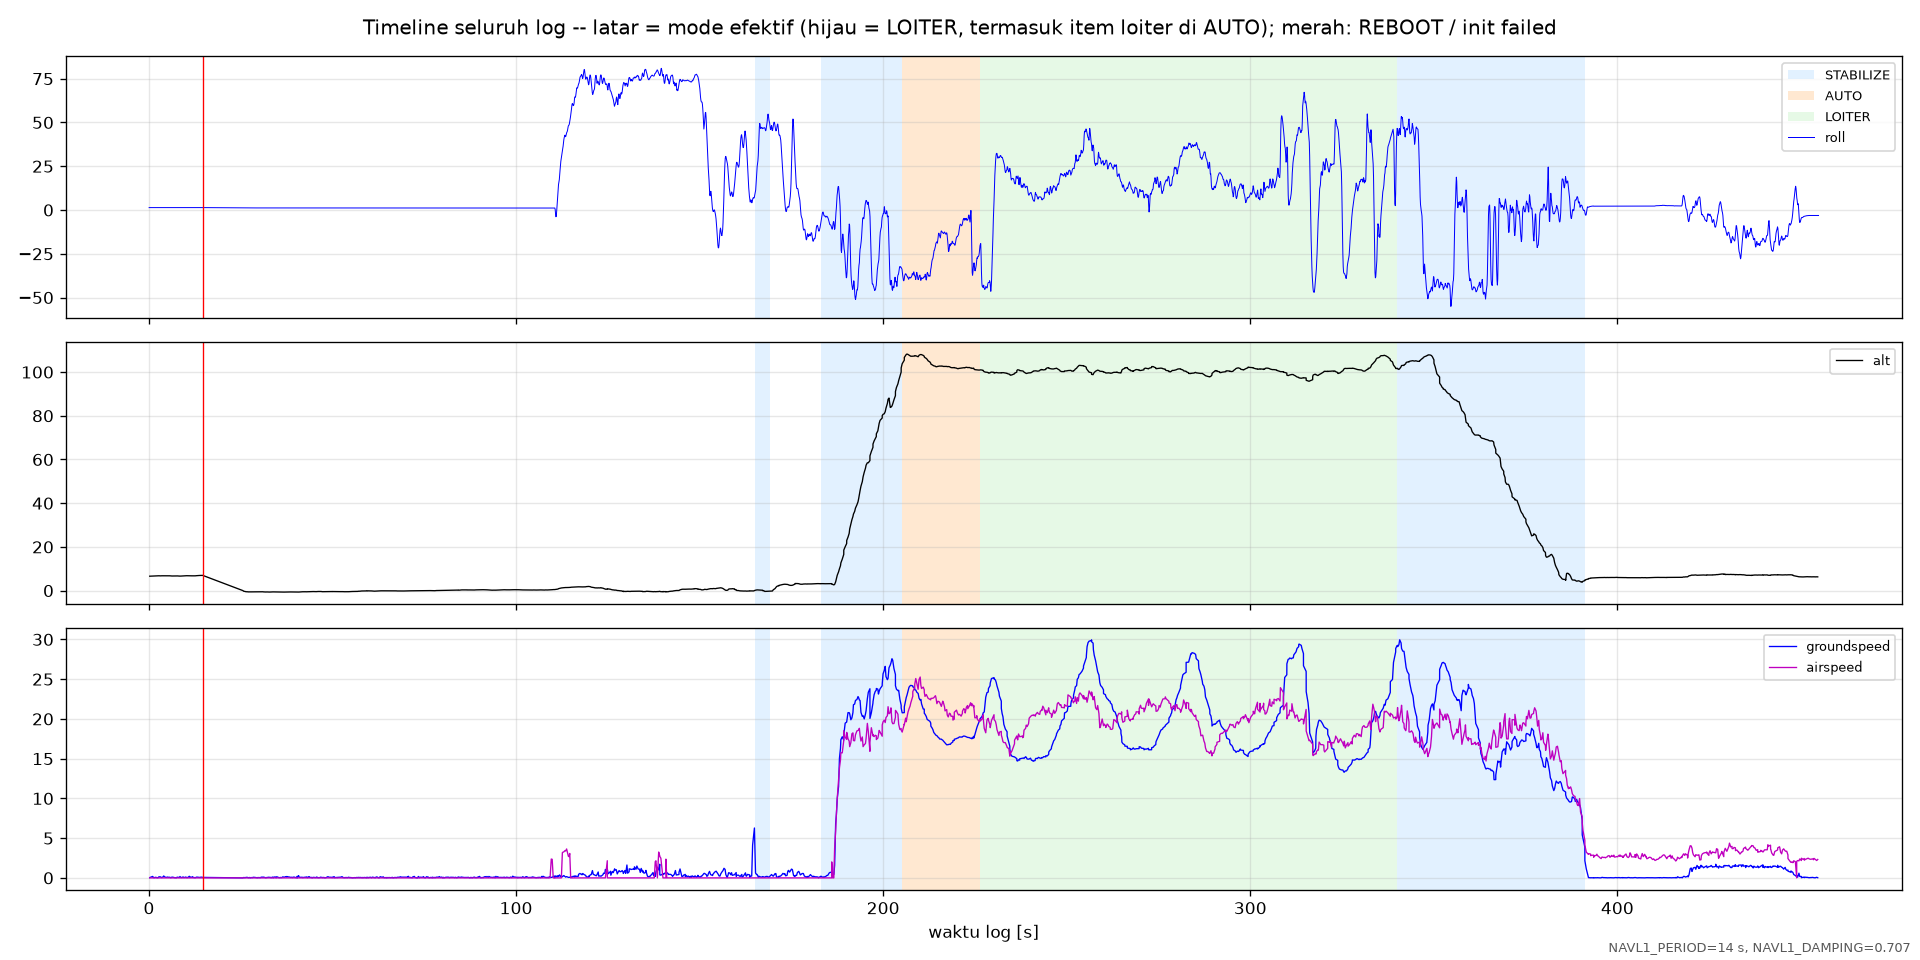 Timeline seluruh log -- latar = mode efektif (hijau = LOITER, termasuk item loiter di AUTO); merah: REBOOT / init failed
75
50
25
0
−25
−50
STABILIZE
AUTO
LOITER
roll
100
80
60
40
20
0
alt
30
25
20
15
10
5
0
groundspeed
airspeed
0
100
200
300
400
waktu log [s]
NAVL1_PERIOD=14 s, NAVL1_DAMPING=0.707